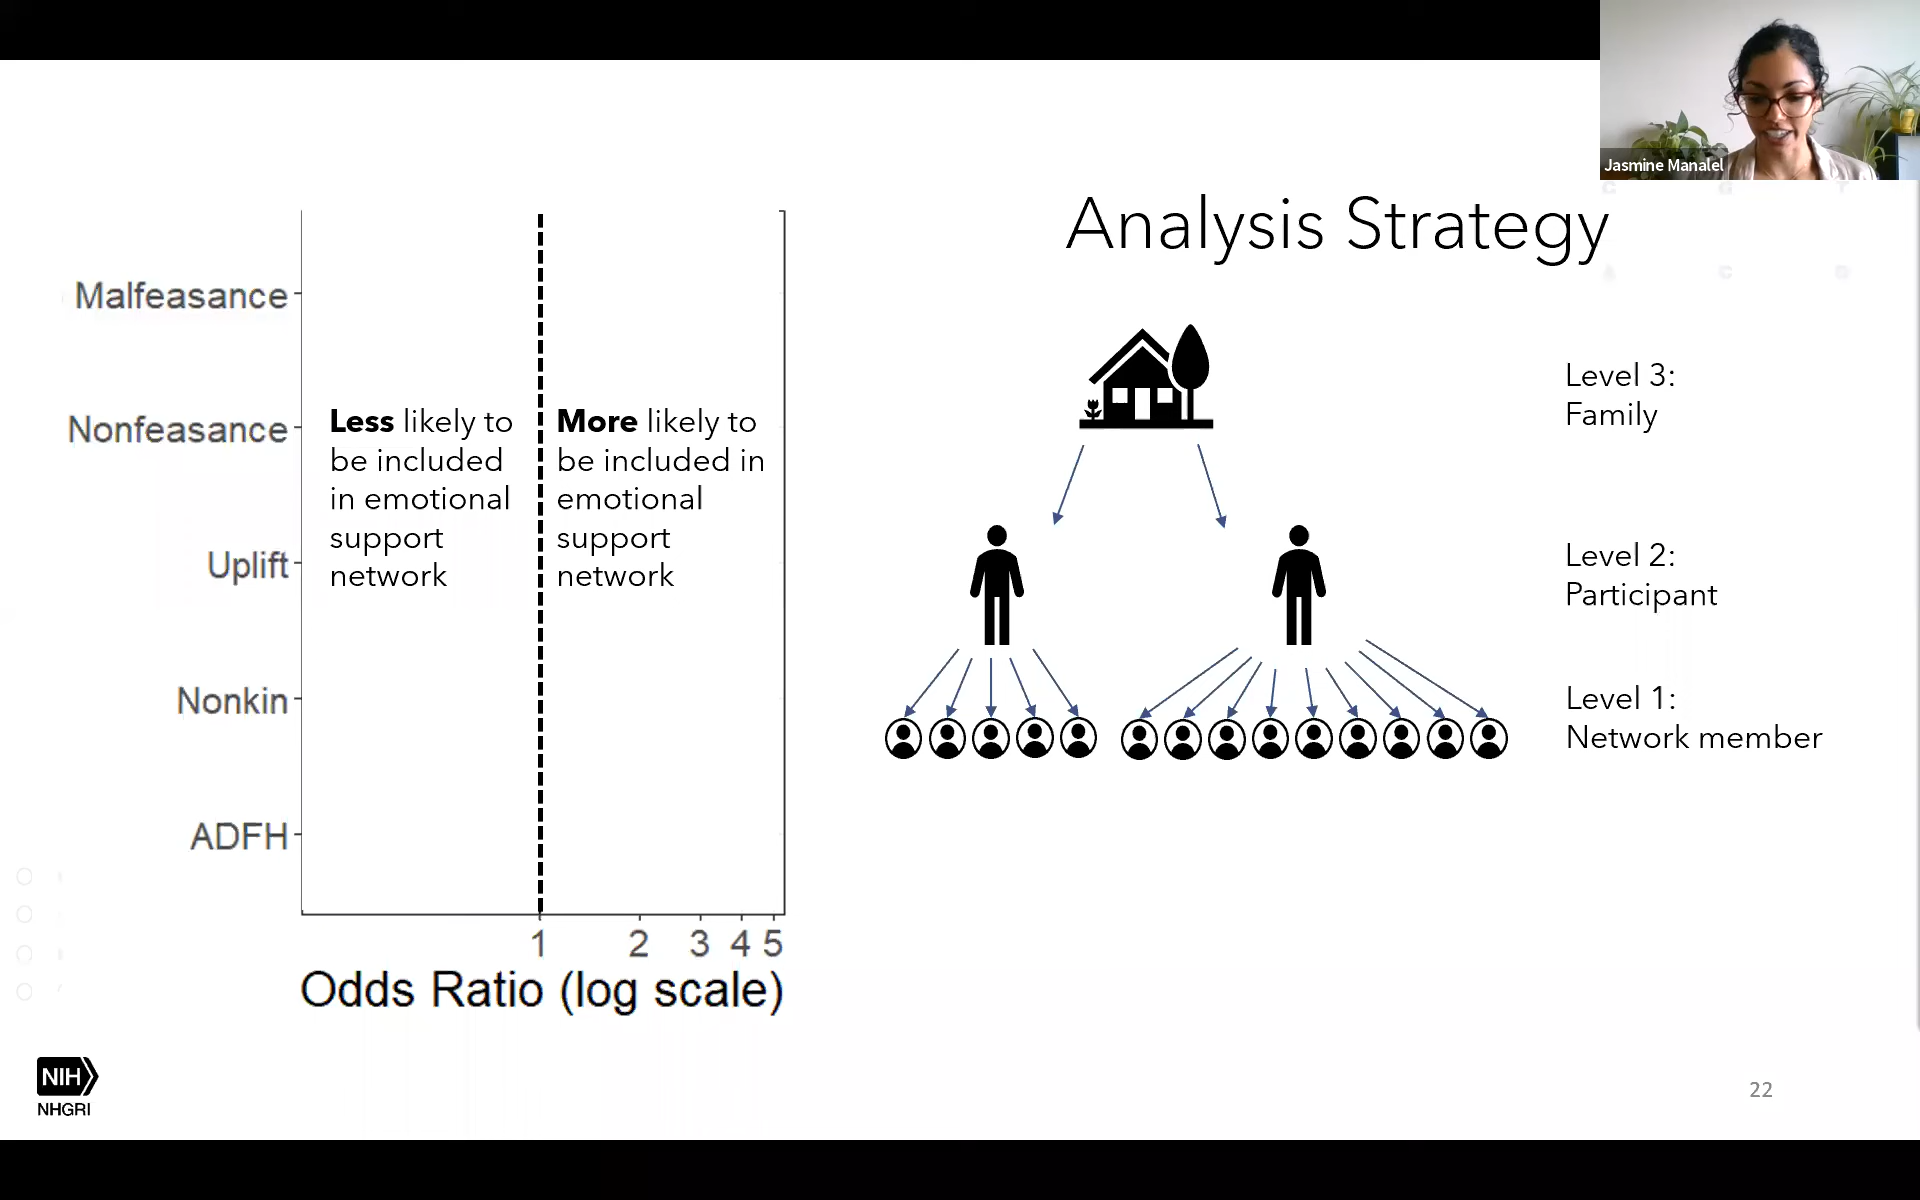 Jasmine Manalel
Analysis Strategy
Malfeasance
Nonfeasance
Uplift
Nonkin
ADFH
Less likely to
be included
in emotional
support
network
More likely to
be included in
emotional
support
network
1 2 3 4 5
Odds Ratio (log scale)
Level 3:
Family
Level 2:
Participant
Level 1:
Network member
NIH
NHGRI
22